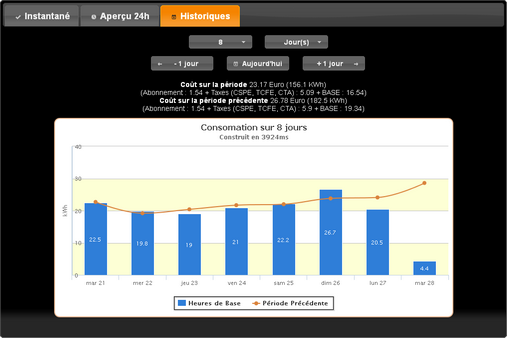 Instantané Aperçu 24h Historiques
8 Jour(s)
- 1 jour Aujourd'hui + 1 jour
Coût sur la période 23.17 Euro (156.1 KWh)
(Abonnement : 1.54 + Taxes (CSPE, TCFE, CTA) : 5.09 + BASE : 16.54)
Coût sur la période précédente 26.78 Euro (182.5 KWh)
(Abonnement : 1.54 + Taxes (CSPE, TCFE, CTA) : 5.9 + BASE : 19.34)
Consomation sur 8 jours
Construit en 3924ms
40
30
20
10
0
kWh
22.5 19.8 19 21 22.2 26.7 20.5 4.4
mar 21 mer 22 jeu 23 ven 24 sam 25 dim 26 lun 27 mar 28
Heures de Base Période Précédente